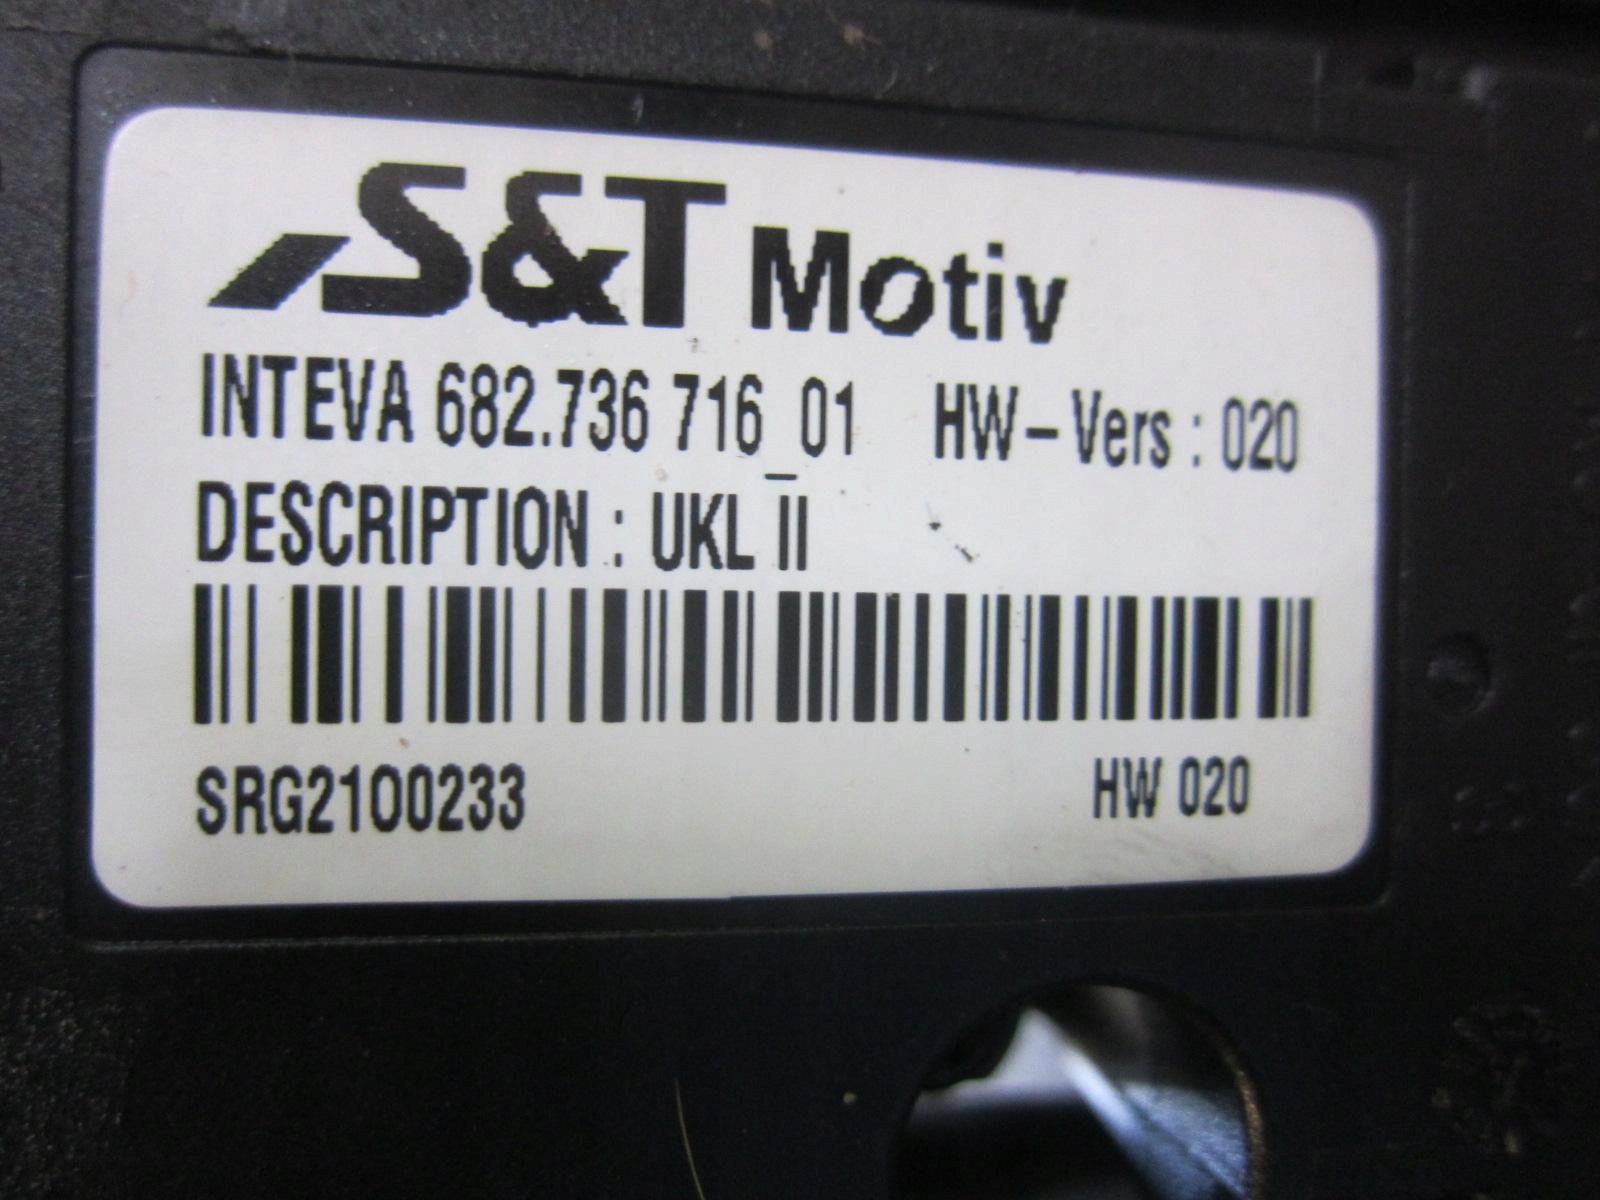 S&T Motiv
INTEVA 682.736 716_01 HW-Vers : 020
DESCRIPTION : UKL II
SRG2100233 HW 020